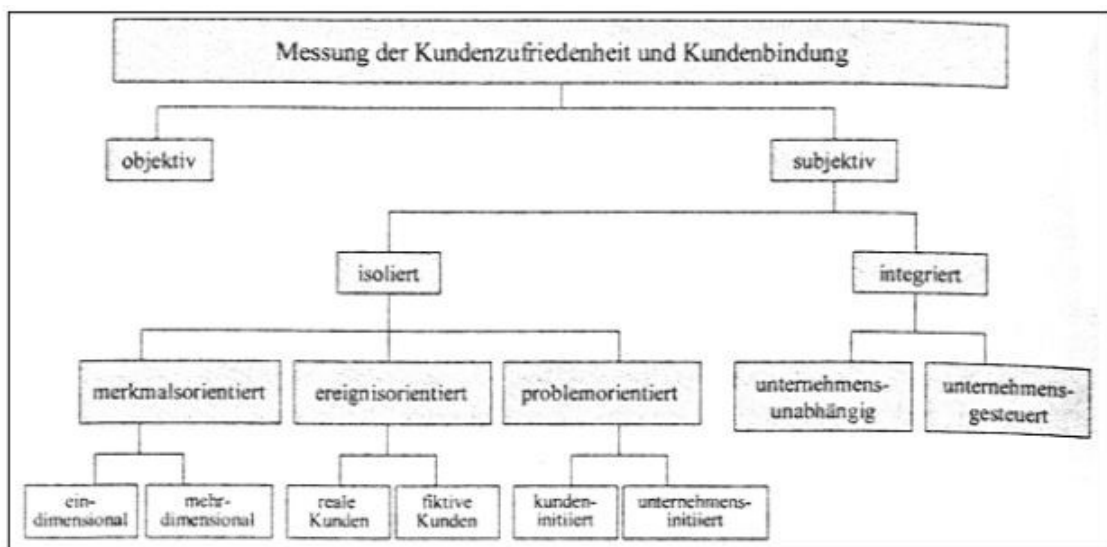 Messung der Kundenzufriedenheit und Kundenbindung
objektiv
subjektiv
isoliert
integriert
merkmalsorientiert
ereignisorientiert
problemorientiert
unternehmens-
unabhängig
unternehmens-
gesteuert
ein-
dimensional
mehr-
dimensional
reale
Kunden
fiktive
Kunden
kunden-
initiiert
unternehmens-
initiiert